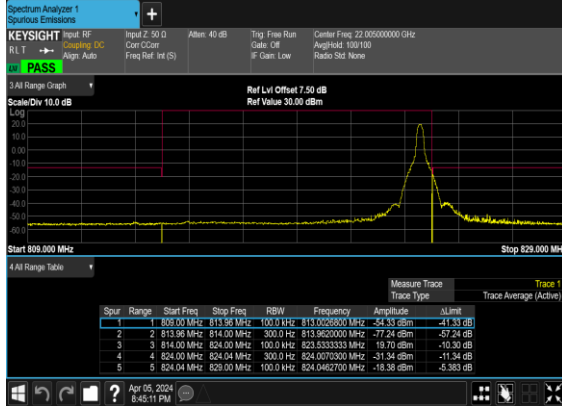 Spectrum Analyzer 1
Spurious Emissions
KEYSIGHT Input: RF Input Z: 50 Ω Atten: 40 dB Trig: Free Run Center Freq: 22.005000000 GHz
RLT Coupling: DC Corr CCorr Gate: Off Avg|Hold: 100/100
Align: Auto Freq Ref: Int (S) IF Gain: Low Radio Std: None
PASS
3 All Range Graph
Ref Lvl Offset 7.50 dB
Scale/Div 10.0 dB Ref Value 30.00 dBm
Log
20.0
10.0
0.00
-10.0
-20.0
-30.0
-40.0
-50.0
-60.0
Start 809.000 MHz Stop 829.000 MHz
4 All Range Table
Measure Trace Trace 1
Trace Type Trace Average (Active)
Spur Range Start Freq Stop Freq RBW Frequency Amplitude ΔLimit
1 1 809.00 MHz 813.96 MHz 100.0 kHz 813.0026800 MHz -54.33 dBm -41.33 dB
2 2 813.96 MHz 814.00 MHz 300.0 Hz 813.9620000 MHz -77.24 dBm -57.24 dB
3 3 814.00 MHz 824.00 MHz 100.0 kHz 823.5333333 MHz 19.70 dBm -10.30 dB
4 4 824.00 MHz 824.04 MHz 300.0 Hz 824.0070300 MHz -31.34 dBm -11.34 dB
5 5 824.04 MHz 829.00 MHz 100.0 kHz 824.0462700 MHz -18.38 dBm -5.383 dB
Apr 05, 2024
8:45:11 PM